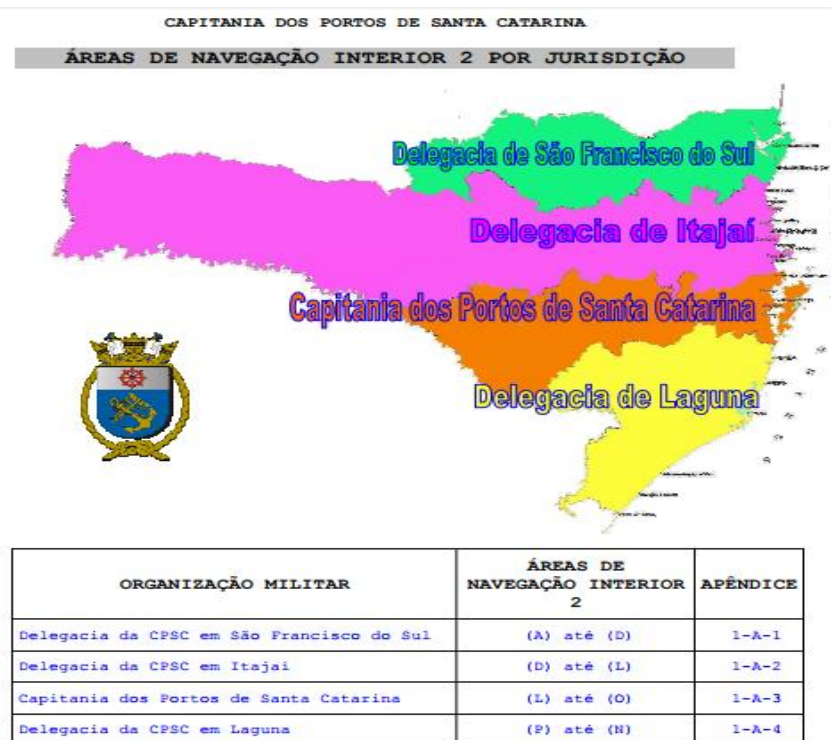 CAPITANIA DOS PORTOS DE SANTA CATARINA
ÁREAS DE NAVEGAÇÃO INTERIOR 2 POR JURISDIÇÃO
Delegacia de São Francisco do Sul
Delegacia de Itajaí
Capitania dos Portos de Santa Catarina
Delegacia de Laguna
ORGANIZAÇÃO MILITAR
ÁREAS DE
NAVEGAÇÃO INTERIOR
2
APÊNDICE
Delegacia da CPSC em São Francisco do Sul (A) até (D) 1-A-1
Delegacia da CPSC em Itajai (D) até (L) 1-A-2
Capitania dos Portos de Santa Catarina (L) até (O) 1-A-3
Delegacia da CPSC em Laguna (P) até (N) 1-A-4